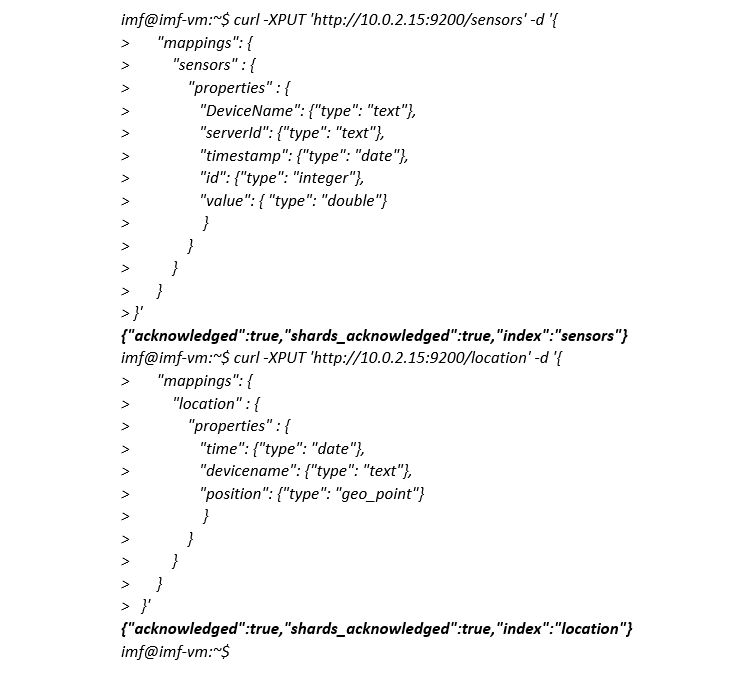 imf@imf-vm:~$ curl -XPUT 'http://10.0.2.15:9200/sensors' -d '{
> "mappings": {
> "sensors" : {
> "properties" : {
> "DeviceName": {"type": "text"},
> "serverId": {"type": "text"},
> "timestamp": {"type": "date"},
> "id": {"type": "integer"},
> "value": { "type": "double"}
> }
> }
> }
> }
> }'
{"acknowledged":true,"shards_acknowledged":true,"index":"sensors"}
imf@imf-vm:~$ curl -XPUT 'http://10.0.2.15:9200/location' -d '{
> "mappings": {
> "location" : {
> "properties" : {
> "time": {"type": "date"},
> "devicename": {"type": "text"},
> "position": {"type": "geo_point"}
> }
> }
> }
> }
> }'
{"acknowledged":true,"shards_acknowledged":true,"index":"location"}
imf@imf-vm:~$